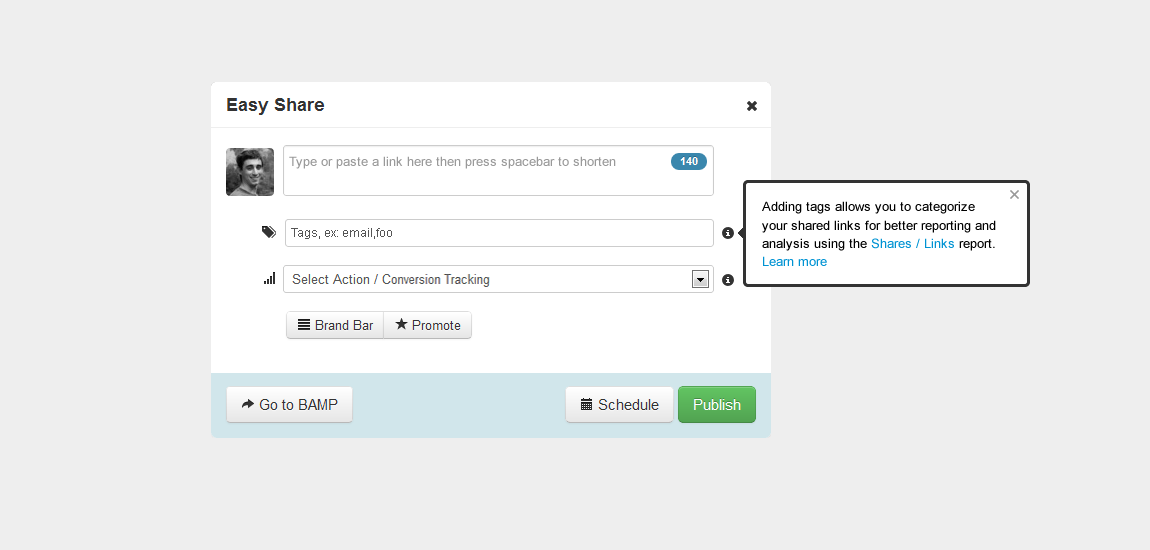 Easy Share
Type or paste a link here then press spacebar to shorten
140
Tags, ex: email,foo
Adding tags allows you to categorize
your shared links for better reporting and
analysis using the Shares / Links report.
Learn more
Select Action / Conversion Tracking
Brand Bar
Promote
Go to BAMP
Schedule
Publish